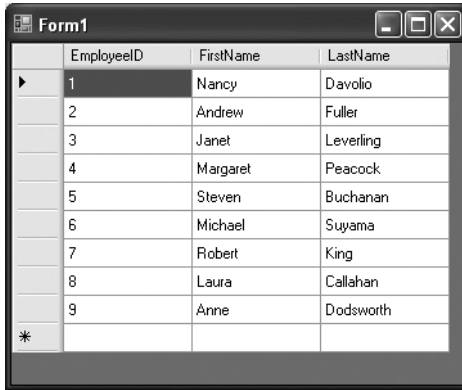 Form1
EmployeeID FirstName LastName
1 Nancy Davolio
2 Andrew Fuller
3 Janet Leverling
4 Margaret Peacock
5 Steven Buchanan
6 Michael Suyama
7 Robert King
8 Laura Callahan
9 Anne Dodsworth